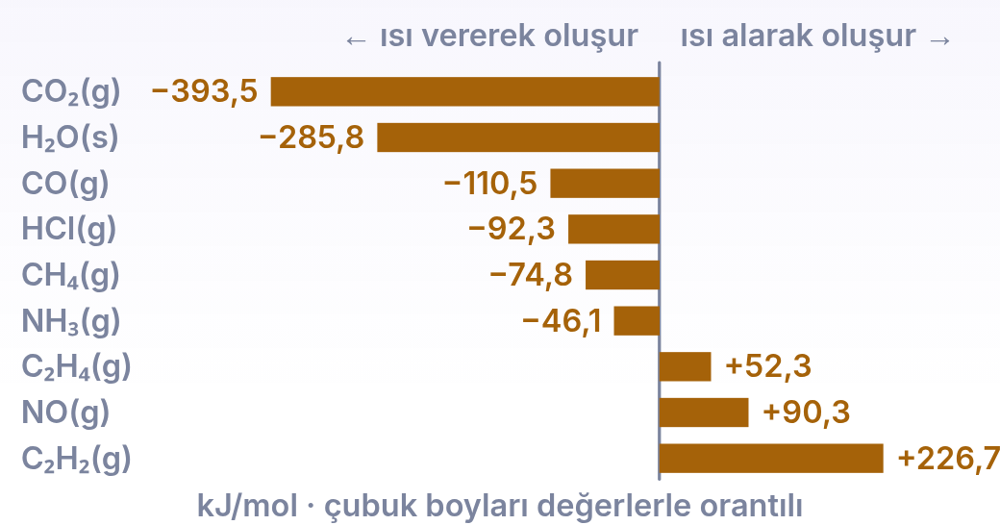 ← ısı vererek oluşur ısı alarak oluşur →
CO₂(g) −393,5
H₂O(s) −285,8
CO(g) −110,5
HCl(g) −92,3
CH₄(g) −74,8
NH₃(g) −46,1
C₂H₄(g) +52,3
NO(g) +90,3
C₂H₂(g) +226,7
kJ/mol · çubuk boyları değerlerle orantılı